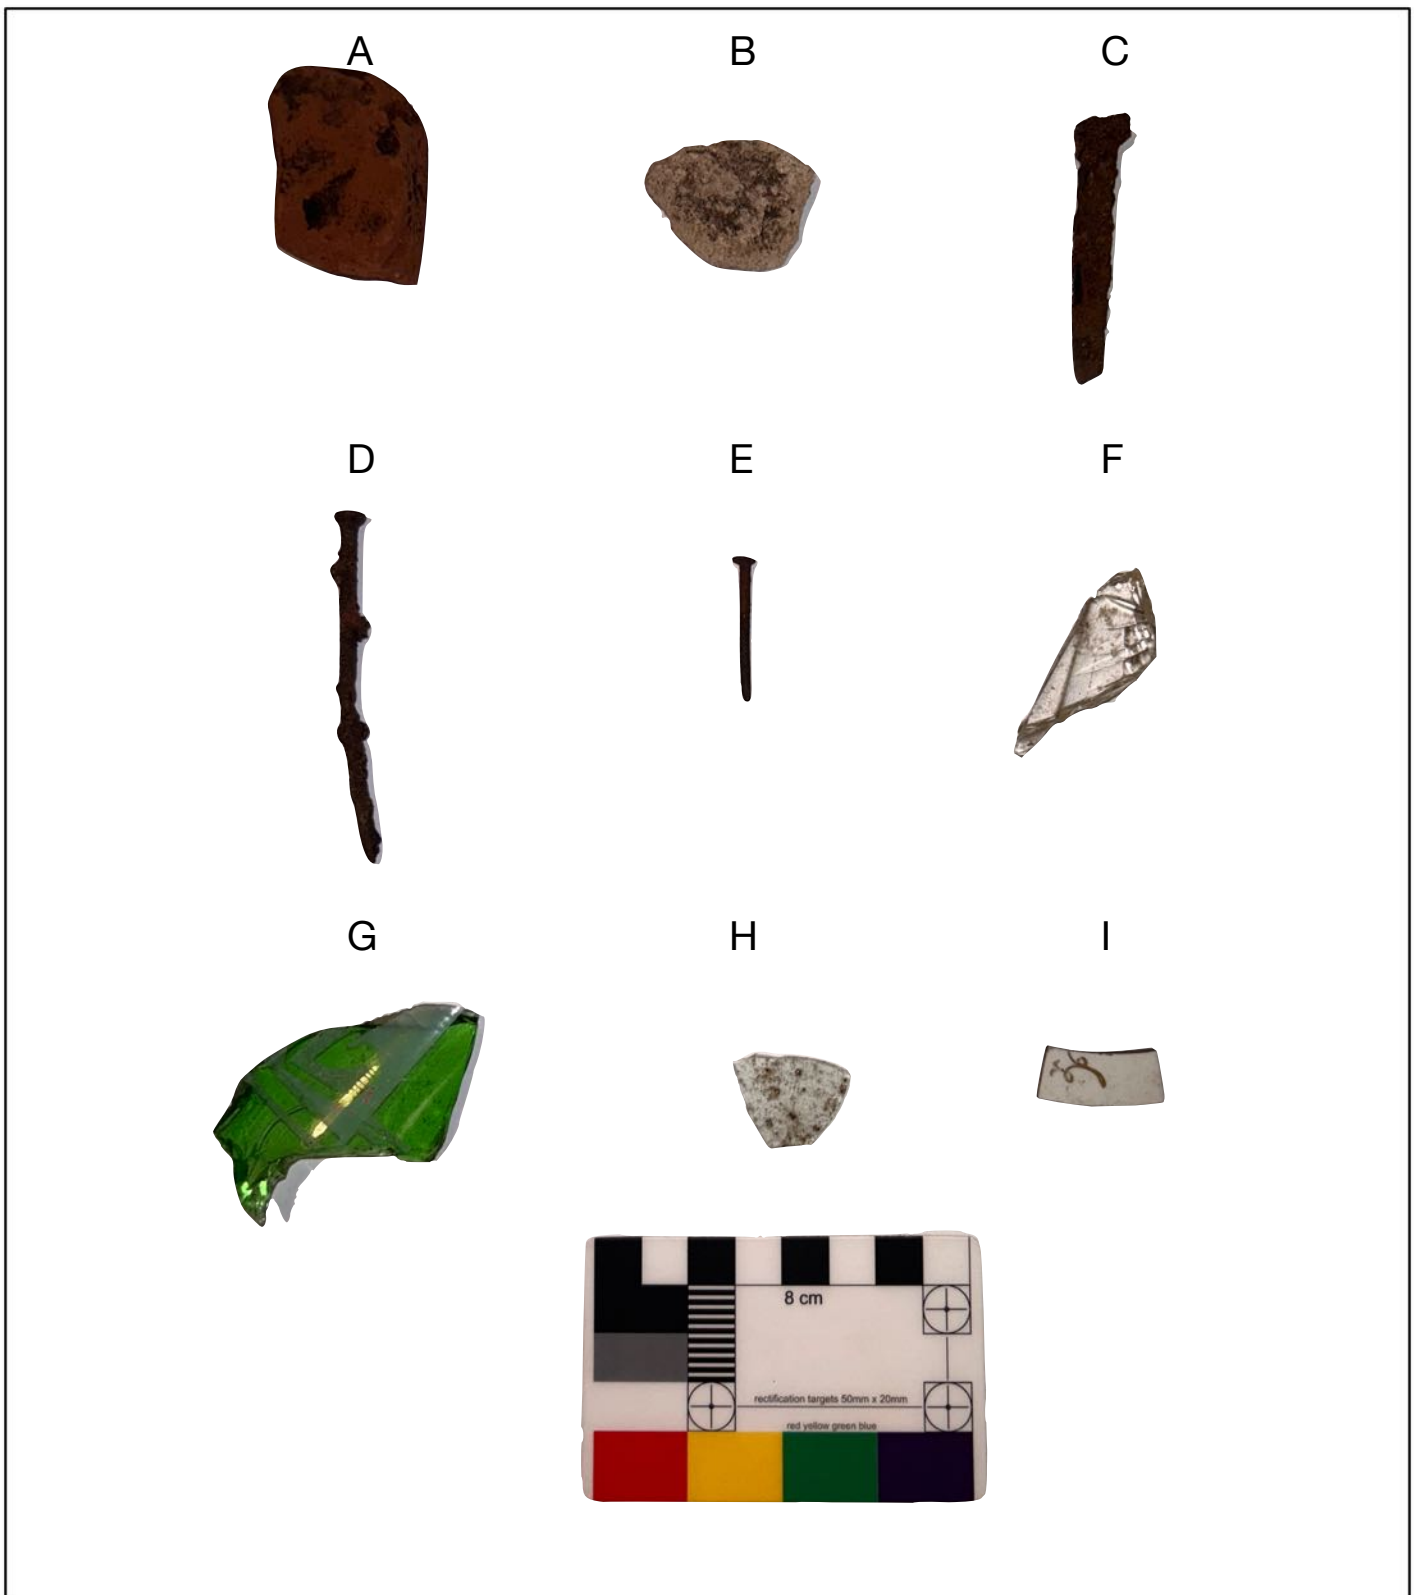 A B C
D E F
G H I
8 cm
rectification targets 50mm x 20mm
red yellow green blue